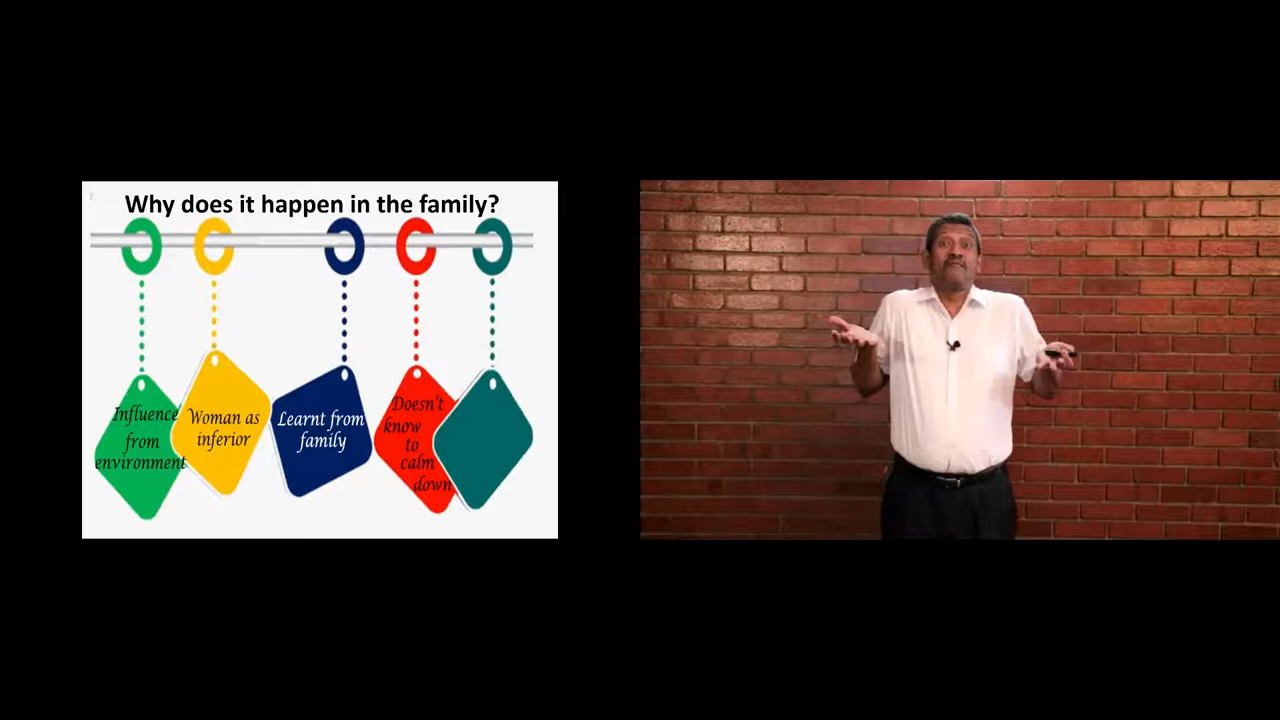 Why does it happen in the family?
Influence
from
environment
Woman as
inferior
Learnt from
family
Doesn't
know
to
calm
down